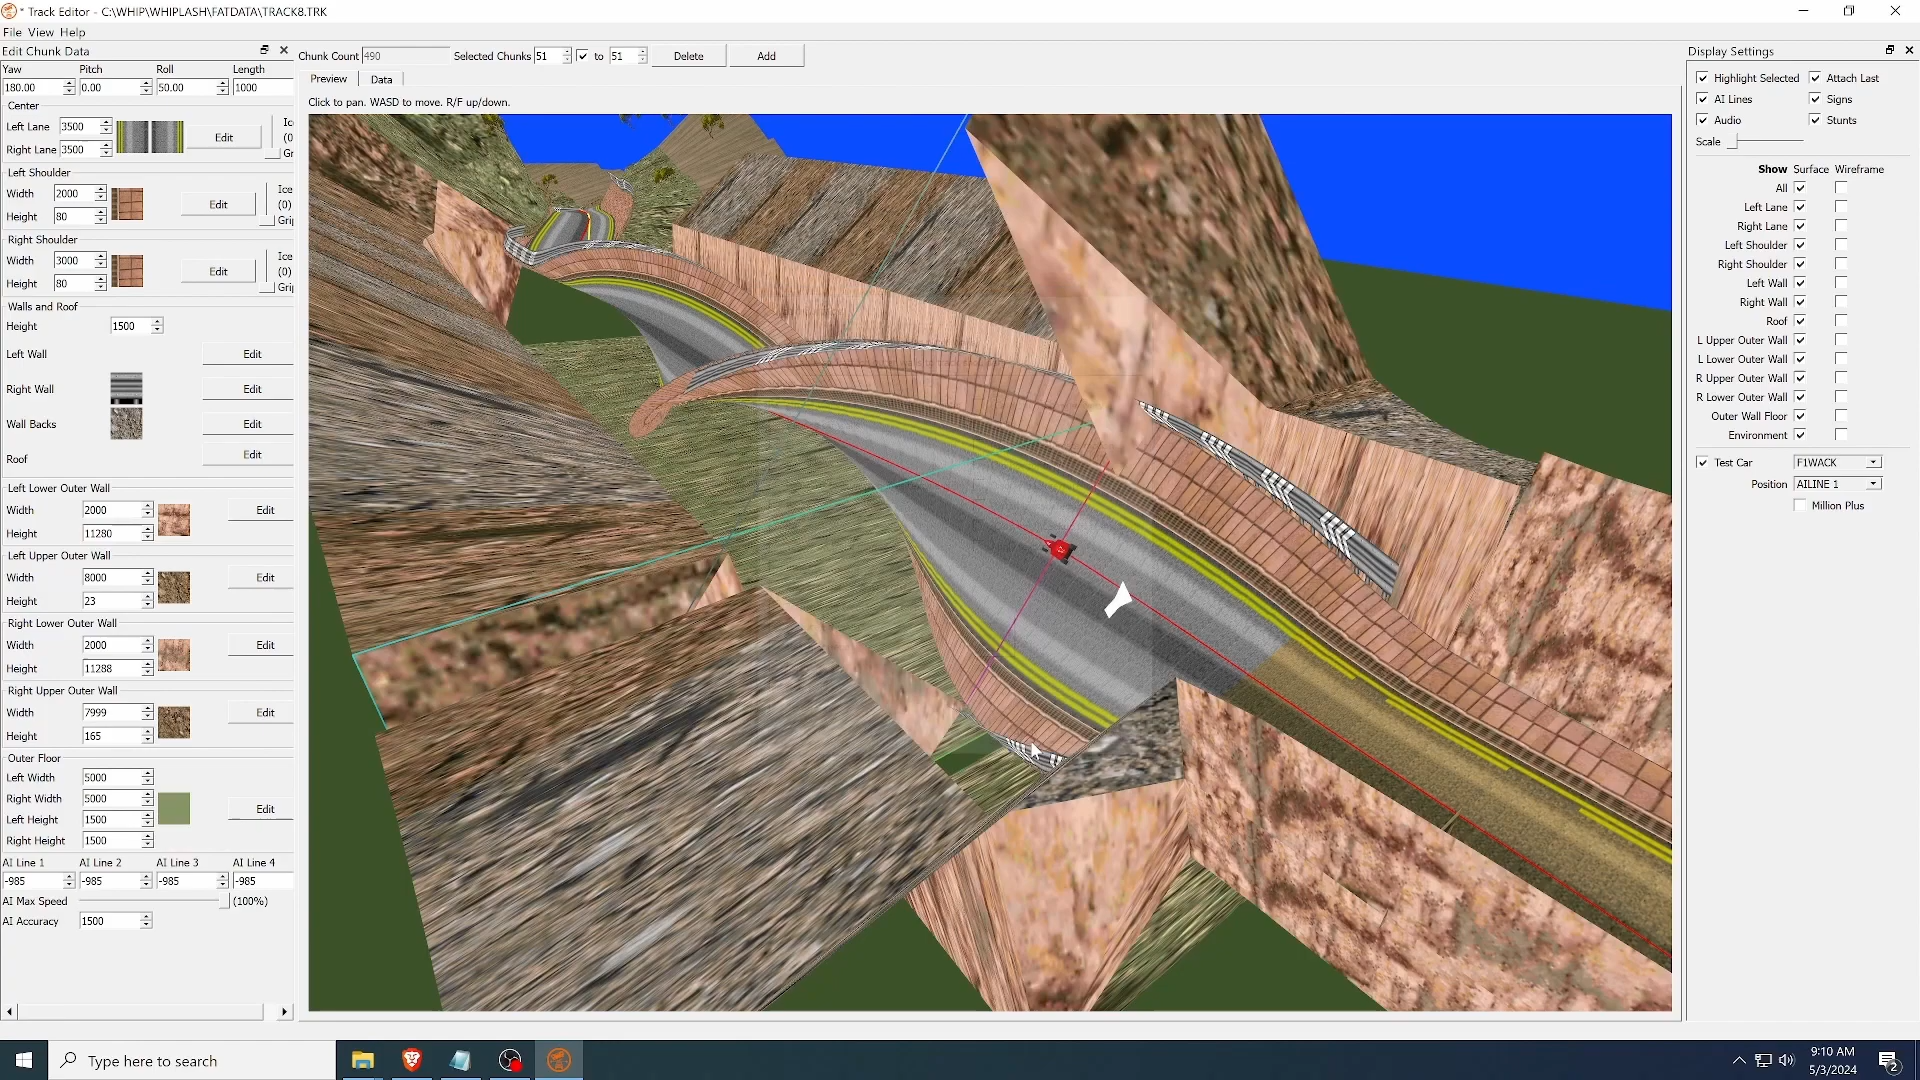 * Track Editor - C:\WHIP\WHIPLASH\FATDATA\TRACK8.TRK
File View Help
Edit Chunk Data
Chunk Count 490 Selected Chunks 51 to 51 Delete Add
Display Settings
Yaw Pitch Roll Length
180.00 0.00 50.00 1000
Preview Data
Click to pan. WASD to move. R/F up/down.
Center
Left Lane 3500 Edit
Right Lane 3500
(0
Gr
Left Shoulder
Width 2000 Edit Ice
Height 80 (0)
Grip
Right Shoulder
Width 3000 Edit Ice
Height 80 (0)
Grip
Walls and Roof
Height 1500
Left Wall Edit
Right Wall Edit
Wall Backs Edit
Roof Edit
Left Lower Outer Wall
Width 2000 Edit
Height 11280
Left Upper Outer Wall
Width 8000 Edit
Height 23
Right Lower Outer Wall
Width 2000 Edit
Height 11288
Right Upper Outer Wall
Width 7999 Edit
Height 165
Outer Floor
Left Width 5000
Right Width 5000 Edit
Left Height 1500
Right Height 1500
AI Line 1 AI Line 2 AI Line 3 AI Line 4
-985 -985 -985 -985
AI Max Speed (100%)
AI Accuracy 1500
Highlight Selected Attach Last
AI Lines Signs
Audio Stunts
Scale
Show Surface Wireframe
All
Left Lane
Right Lane
Left Shoulder
Right Shoulder
Left Wall
Right Wall
Roof
L Upper Outer Wall
L Lower Outer Wall
R Upper Outer Wall
R Lower Outer Wall
Outer Wall Floor
Environment
Test Car F1WACK
Position AILINE 1
Million Plus
Type here to search
9:10 AM
5/3/2024
2